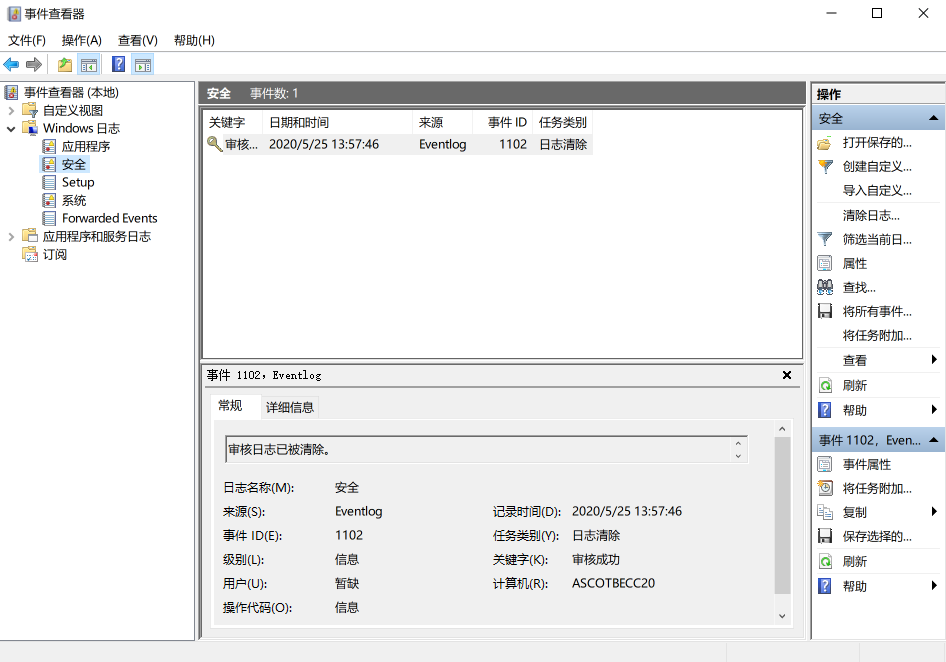 事件查看器
文件(F) 操作(A) 查看(V) 帮助(H)
事件查看器 (本地)
自定义视图
Windows 日志
应用程序
安全
Setup
系统
Forwarded Events
应用程序和服务日志
订阅
安全 事件数: 1
关键字 日期和时间 来源 事件 ID 任务类别
审核... 2020/5/25 13:57:46 Eventlog 1102 日志清除
事件 1102，Eventlog
常规 详细信息
审核日志已被清除。
日志名称(M): 安全
来源(S): Eventlog 记录时间(D): 2020/5/25 13:57:46
事件 ID(E): 1102 任务类别(Y): 日志清除
级别(L): 信息 关键字(K): 审核成功
用户(U): 暂缺 计算机(R): ASCOTBECC20
操作代码(O): 信息
操作
安全
打开保存的...
创建自定义...
导入自定义...
清除日志...
筛选当前日...
属性
查找...
将所有事件...
将任务附加...
查看
刷新
帮助
事件 1102，Even...
事件属性
将任务附加...
复制
保存选择的...
刷新
帮助